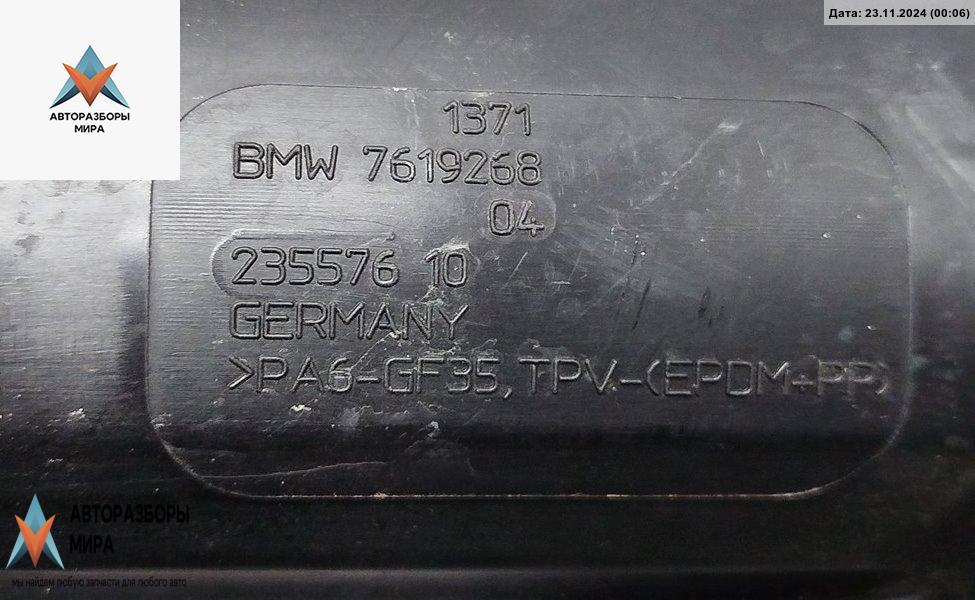 Дата: 23.11.2024 (00:06)
АВТОРАЗБОРЫ
МИРА
1371
BMW 7619268
04
235576 10
GERMANY
>PA6-GF35, TPV-(EPDM+PP)
АВТОРАЗБОРЫ
МИРА
мы найдем любую запчасти для любого авто